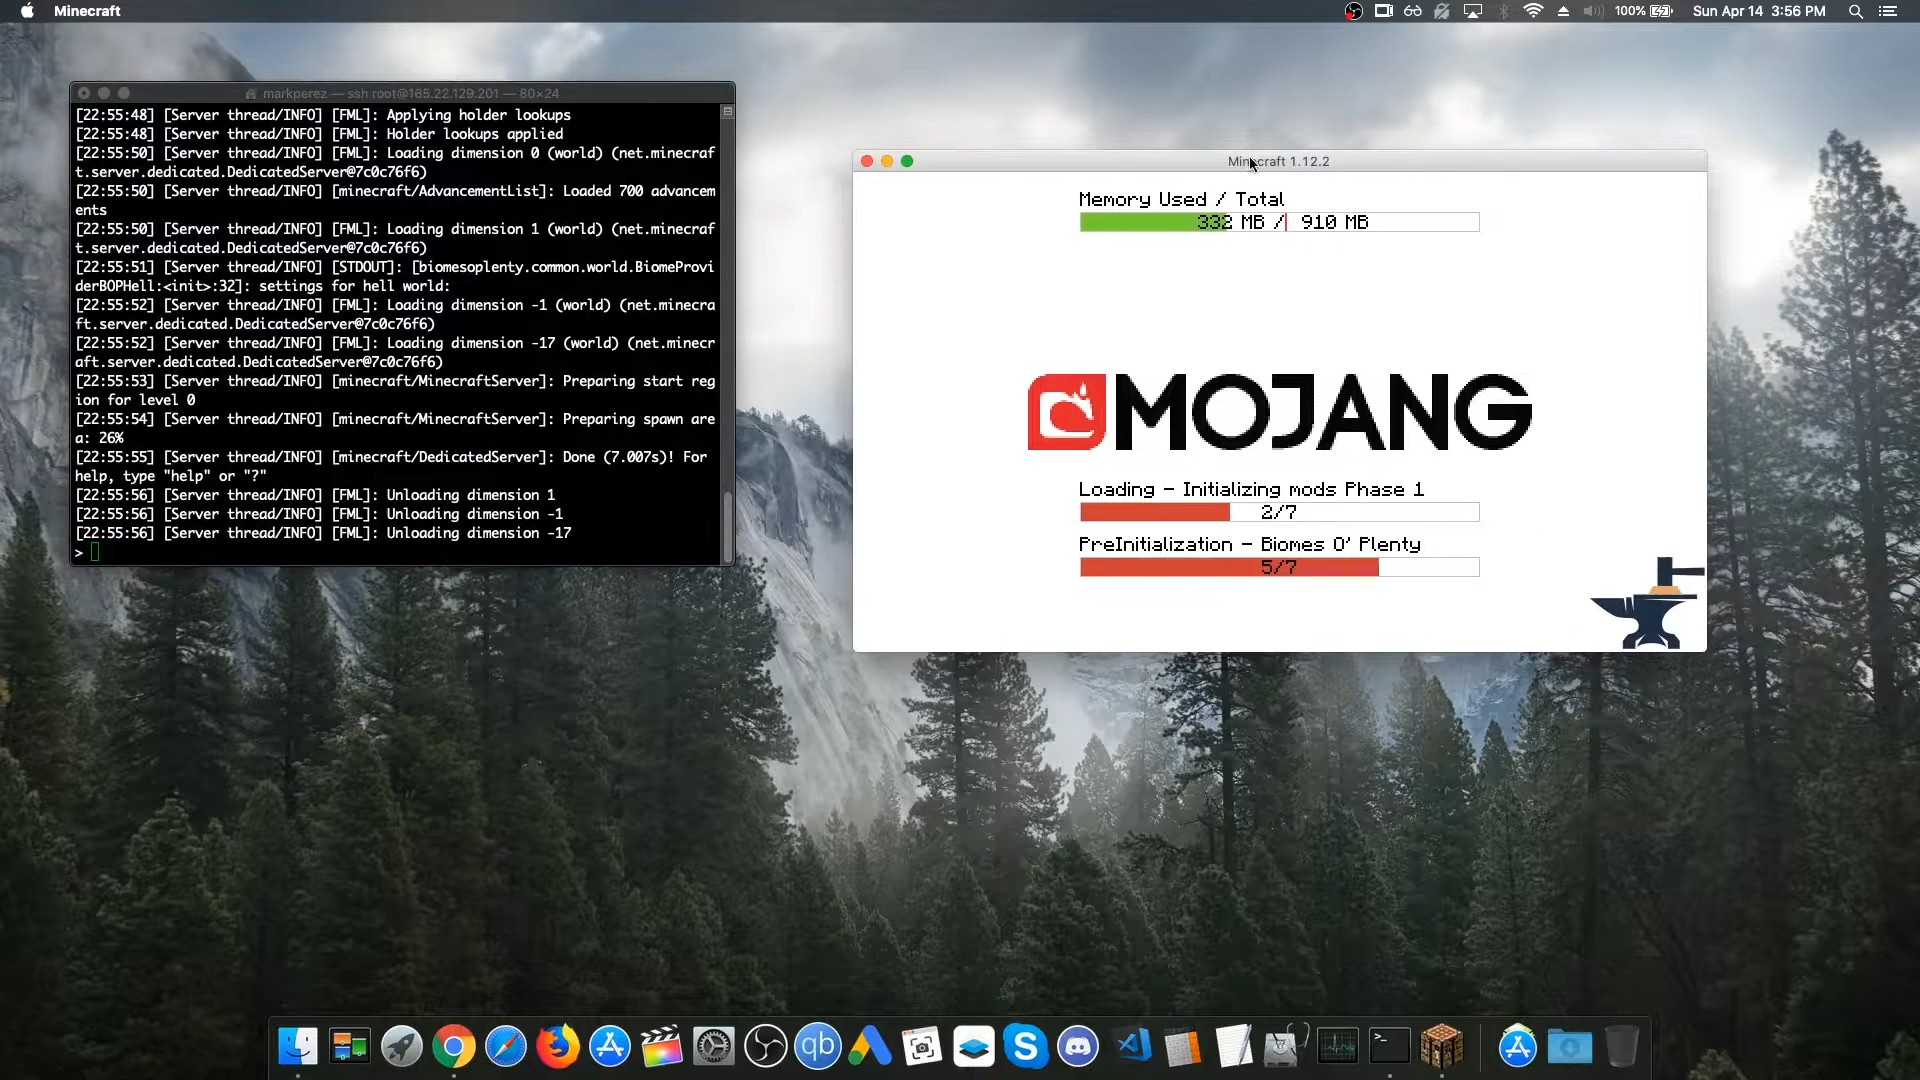 Minecraft
100%
Sun Apr 14 3:56 PM
markperez — ssh root@165.22.129.201 — 80×24
[22:55:48] [Server thread/INFO] [FML]: Applying holder lookups
[22:55:48] [Server thread/INFO] [FML]: Holder lookups applied
[22:55:50] [Server thread/INFO] [FML]: Loading dimension 0 (world) (net.minecraf
t.server.dedicated.DedicatedServer@7c0c76f6)
[22:55:50] [Server thread/INFO] [minecraft/AdvancementList]: Loaded 700 advancem
ents
[22:55:50] [Server thread/INFO] [FML]: Loading dimension 1 (world) (net.minecraf
t.server.dedicated.DedicatedServer@7c0c76f6)
[22:55:51] [Server thread/INFO] [STDOUT]: [biomesoplenty.common.world.BiomeProvi
derBOPHell:<init>:32]: settings for hell world:
[22:55:52] [Server thread/INFO] [FML]: Loading dimension -1 (world) (net.minecra
ft.server.dedicated.DedicatedServer@7c0c76f6)
[22:55:52] [Server thread/INFO] [FML]: Loading dimension -17 (world) (net.minecr
aft.server.dedicated.DedicatedServer@7c0c76f6)
[22:55:53] [Server thread/INFO] [minecraft/MinecraftServer]: Preparing start reg
ion for level 0
[22:55:54] [Server thread/INFO] [minecraft/MinecraftServer]: Preparing spawn are
a: 26%
[22:55:55] [Server thread/INFO] [minecraft/DedicatedServer]: Done (7.007s)! For
help, type "help" or "?"
[22:55:56] [Server thread/INFO] [FML]: Unloading dimension 1
[22:55:56] [Server thread/INFO] [FML]: Unloading dimension -1
[22:55:56] [Server thread/INFO] [FML]: Unloading dimension -17
>
Minecraft 1.12.2
Memory Used / Total
332 MB / 910 MB
MOJANG
Loading - Initializing mods Phase 1
2/7
PreInitialization - Biomes O' Plenty
5/7
qb